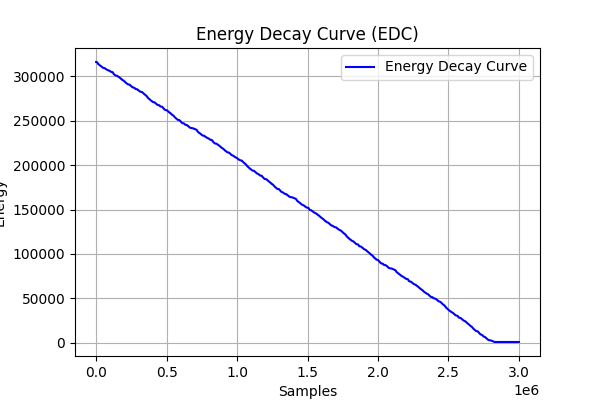 Energy Decay Curve (EDC)
Energy Decay Curve
300000
250000
200000
150000
100000
50000
0
Energy
0.0 0.5 1.0 1.5 2.0 2.5 3.0
1e6
Samples